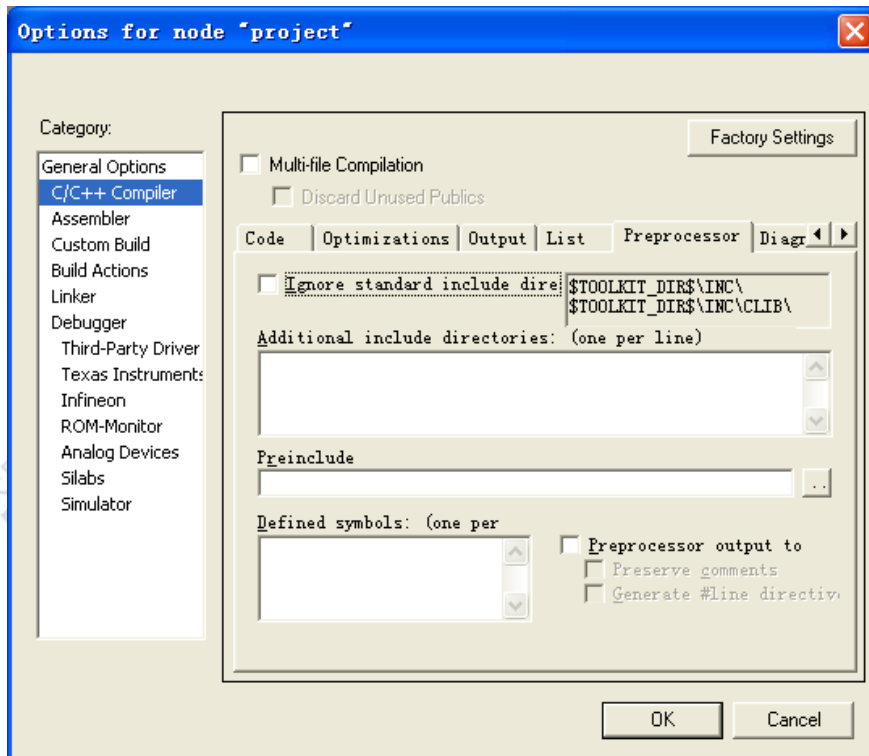 Options for node "project"
Category:
General Options
C/C++ Compiler
Assembler
Custom Build
Build Actions
Linker
Debugger
Third-Party Driver
Texas Instruments
Infineon
ROM-Monitor
Analog Devices
Silabs
Simulator
Factory Settings
Multi-file Compilation
Discard Unused Publics
Code Optimizations Output List Preprocessor Diagr
Ignore standard include dire
$TOOLKIT_DIR$\INC\
$TOOLKIT_DIR$\INC\CLIB\
Additional include directories: (one per line)
Preinclude
..
Defined symbols: (one per
Preprocessor output to
Preserve comments
Generate #line directiv
OK Cancel